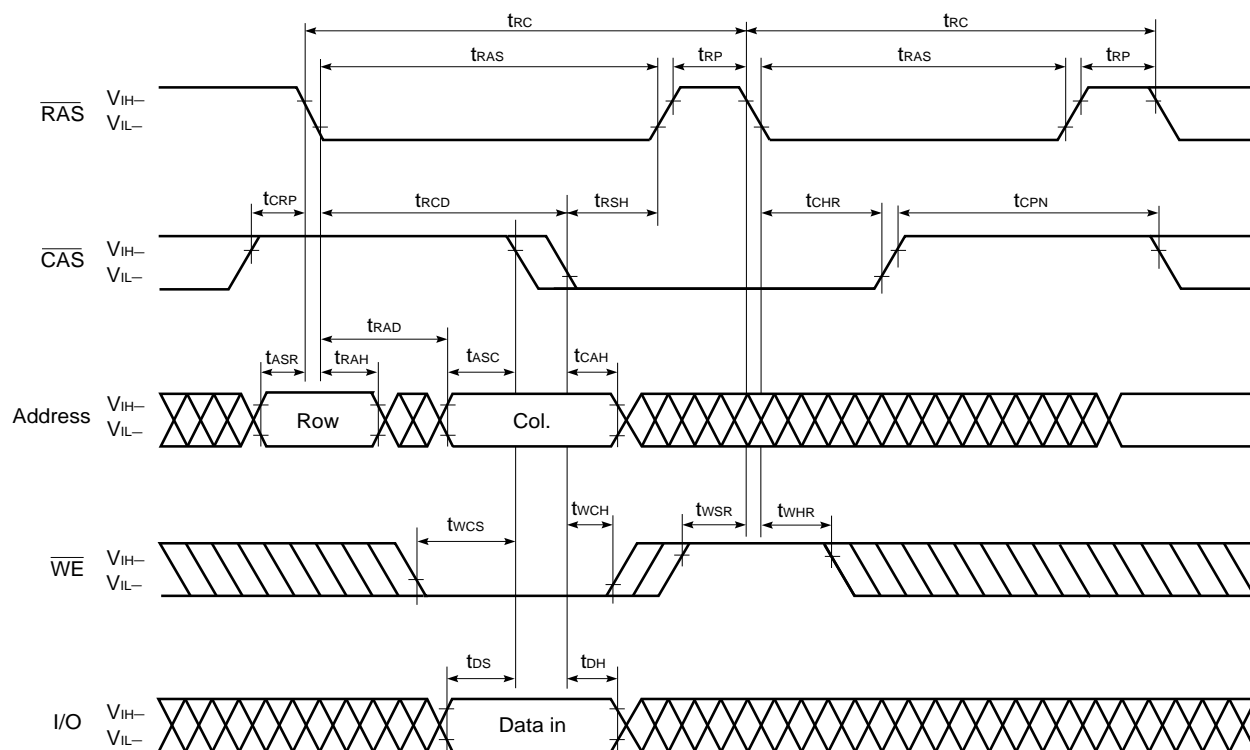 tRC tRC
tRAS tRP tRAS tRP
RAS VIH–
VIL–
tCRP tRCD tRSH tCHR tCPN
CAS VIH–
VIL–
tRAD
tASR tRAH tASC tCAH
Address VIH–
VIL–
Row Col.
tWCS tWCH tWSR tWHR
WE VIH–
VIL–
tDS tDH
I/O VIH–
VIL–
Data in